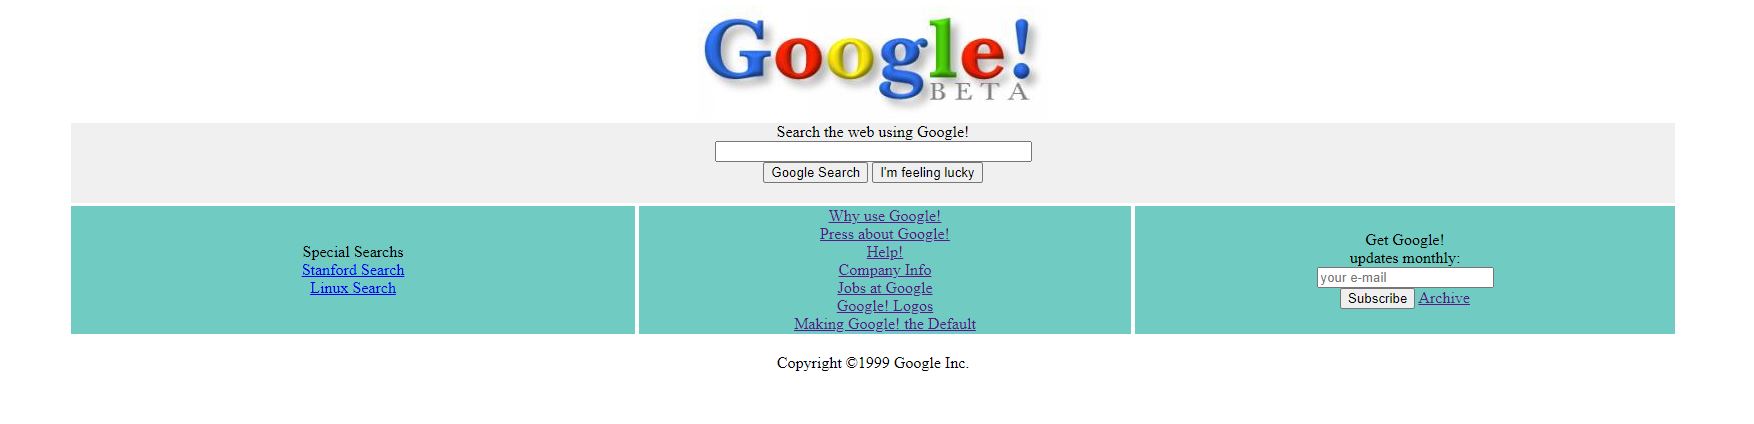 Google!
BETA
Search the web using Google!
Google Search I'm feeling lucky
Special Searchs
Stanford Search
Linux Search
Why use Google!
Press about Google!
Help!
Company Info
Jobs at Google
Google! Logos
Making Google! the Default
Get Google!
updates monthly:
your e-mail
Subscribe Archive
Copyright ©1999 Google Inc.